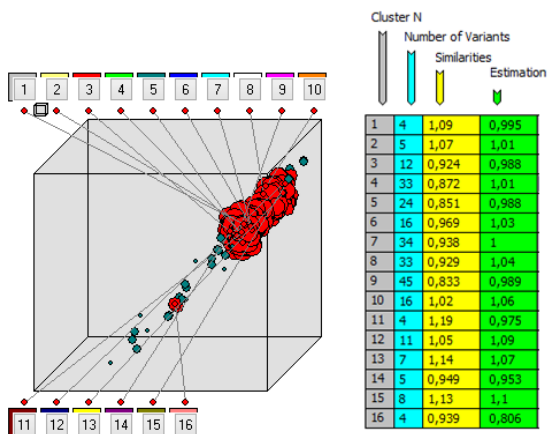 Cluster N
Number of Variants
Similarities
Estimation
1 2 3 4 5 6 7 8 9 10
1 4 1,09 0,995
2 5 1,07 1,01
3 12 0,924 0,988
4 33 0,872 1,01
5 24 0,851 0,988
6 16 0,969 1,03
7 34 0,938 1
8 33 0,929 1,04
9 45 0,833 0,989
10 16 1,02 1,06
11 4 1,19 0,975
12 11 1,05 1,09
13 7 1,14 1,07
14 5 0,949 0,953
15 8 1,13 1,1
16 4 0,939 0,806
11 12 13 14 15 16